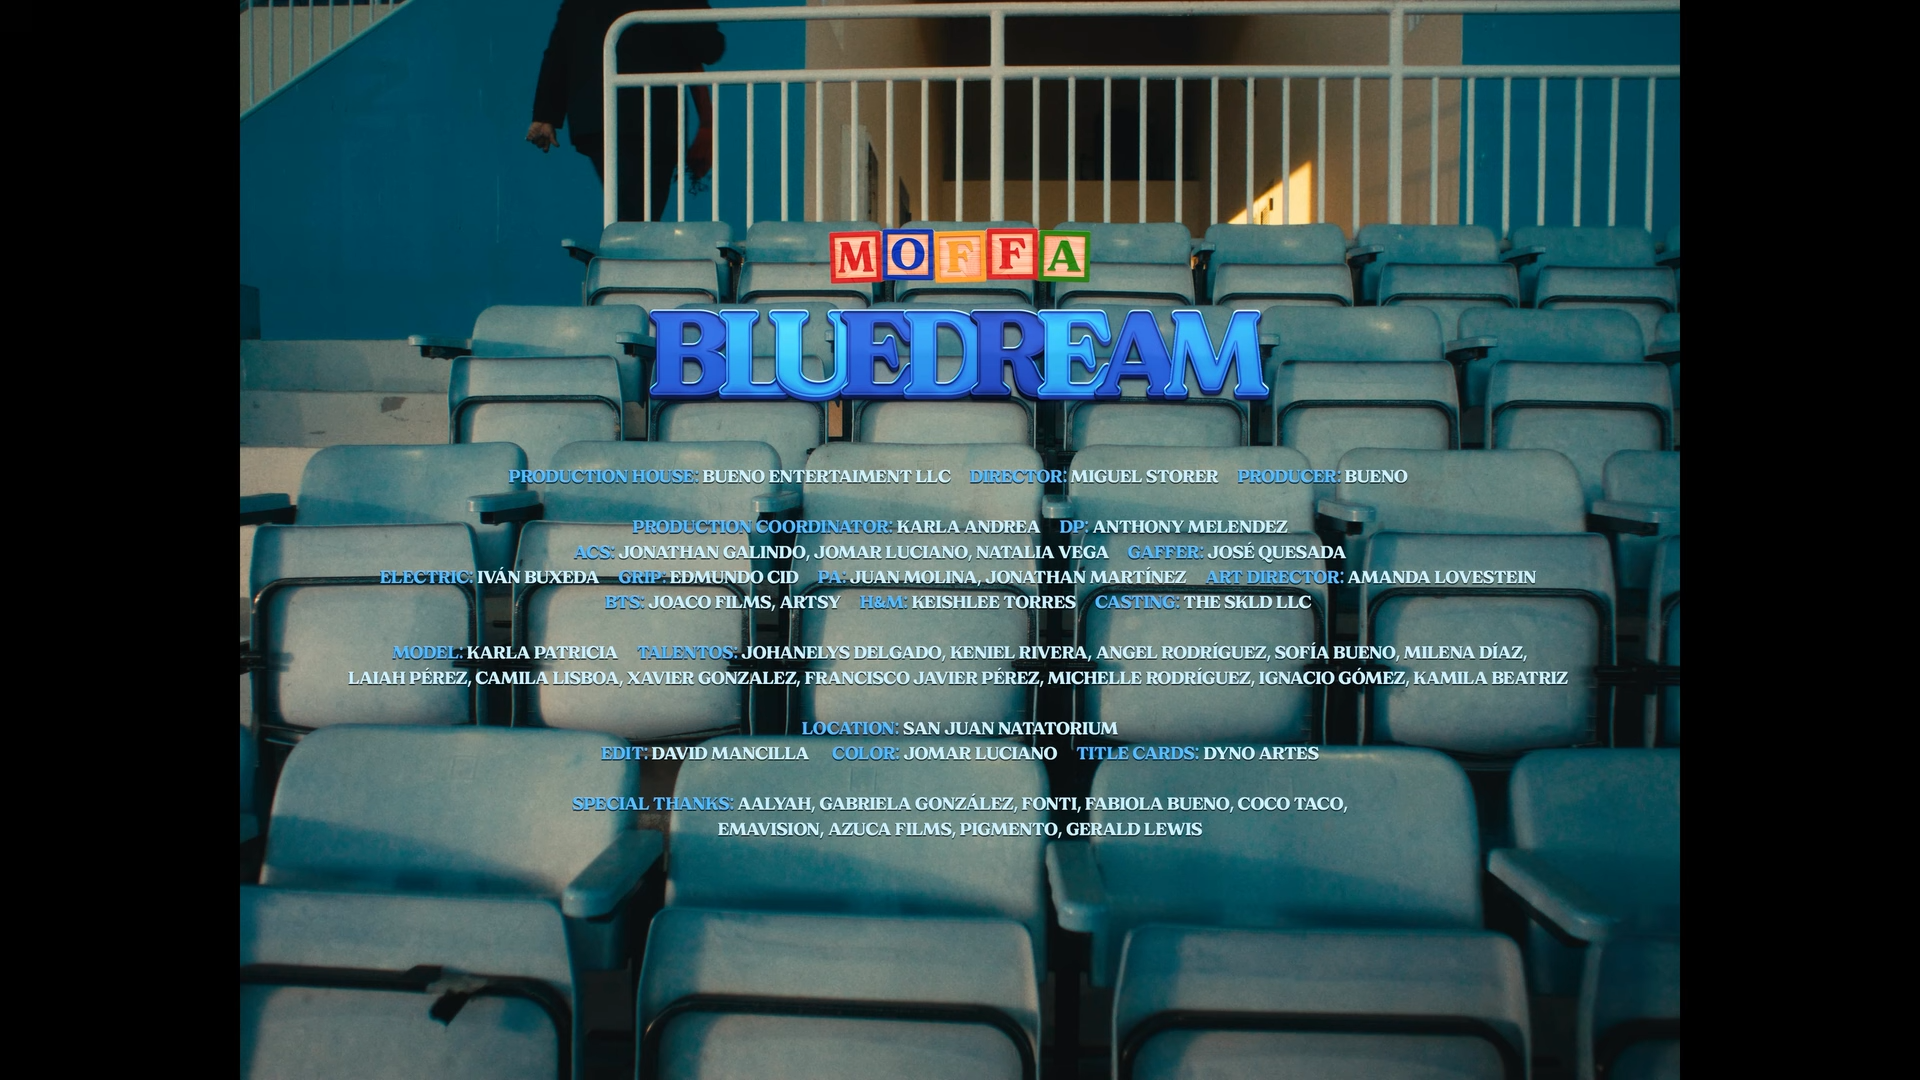 MOFFA
BLUEDREAM
PRODUCTION HOUSE: BUENO ENTERTAIMENT LLC DIRECTOR: MIGUEL STORER PRODUCER: BUENO
PRODUCTION COORDINATOR: KARLA ANDREA DP: ANTHONY MELENDEZ
ACS: JONATHAN GALINDO, JOMAR LUCIANO, NATALIA VEGA GAFFER: JOSÉ QUESADA
ELECTRIC: IVÁN BUXEDA GRIP: EDMUNDO CID PA: JUAN MOLINA, JONATHAN MARTÍNEZ ART DIRECTOR: AMANDA LOVESTEIN
BTS: JOACO FILMS, ARTSY H&M: KEISHLEE TORRES CASTING: THE SKLD LLC
MODEL: KARLA PATRICIA TALENTOS: JOHANELYS DELGADO, KENIEL RIVERA, ANGEL RODRÍGUEZ, SOFÍA BUENO, MILENA DÍAZ,
LAIAH PÉREZ, CAMILA LISBOA, XAVIER GONZALEZ, FRANCISCO JAVIER PÉREZ, MICHELLE RODRÍGUEZ, IGNACIO GÓMEZ, KAMILA BEATRIZ
LOCATION: SAN JUAN NATATORIUM
EDIT: DAVID MANCILLA COLOR: JOMAR LUCIANO TITLE CARDS: DYNO ARTES
SPECIAL THANKS: AALYAH, GABRIELA GONZÁLEZ, FONTI, FABIOLA BUENO, COCO TACO,
EMAVISION, AZUCA FILMS, PIGMENTO, GERALD LEWIS